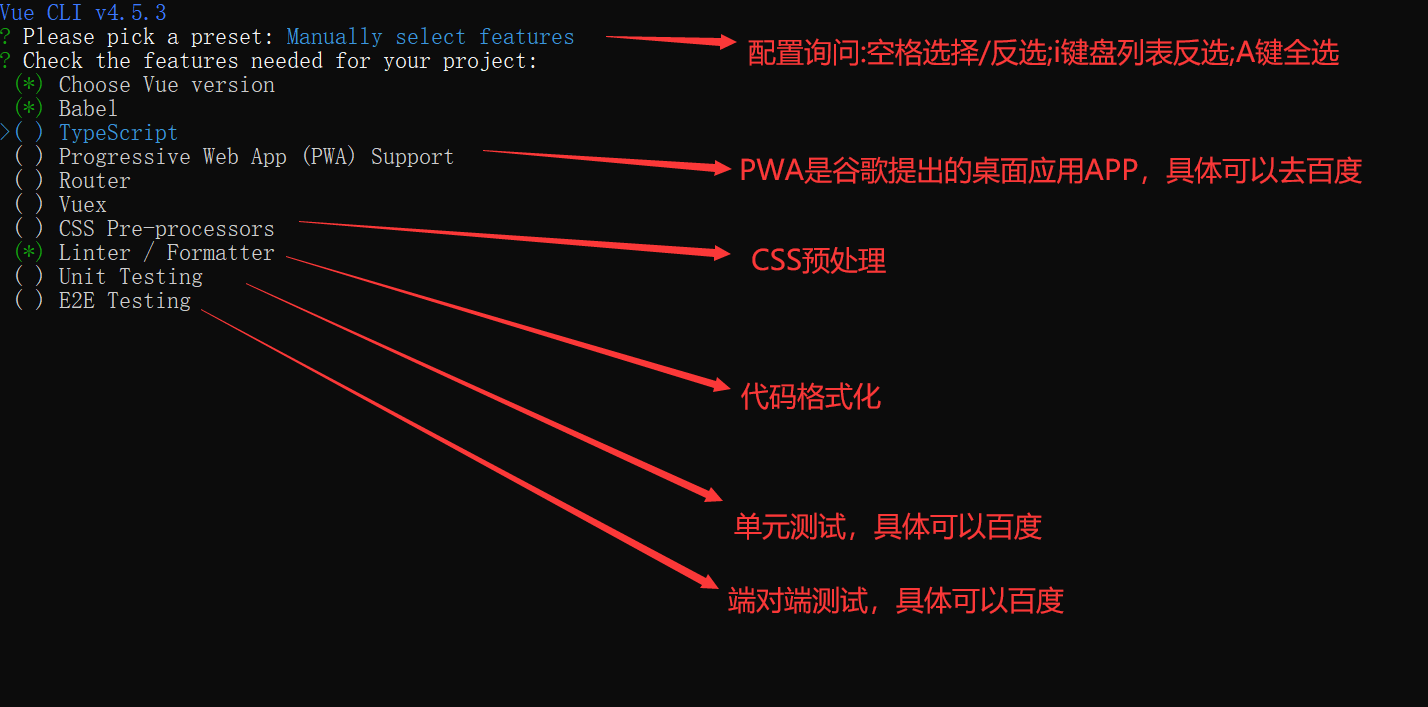 Vue CLI v4.5.3
? Please pick a preset: Manually select features
配置询问:空格选择/反选;i键盘列表反选;A键全选
? Check the features needed for your project:
(*) Choose Vue version
(*) Babel
>( ) TypeScript
( ) Progressive Web App (PWA) Support
PWA是谷歌提出的桌面应用APP，具体可以去百度
( ) Router
( ) Vuex
( ) CSS Pre-processors
CSS预处理
(*) Linter / Formatter
代码格式化
( ) Unit Testing
单元测试，具体可以百度
( ) E2E Testing
端对端测试，具体可以百度